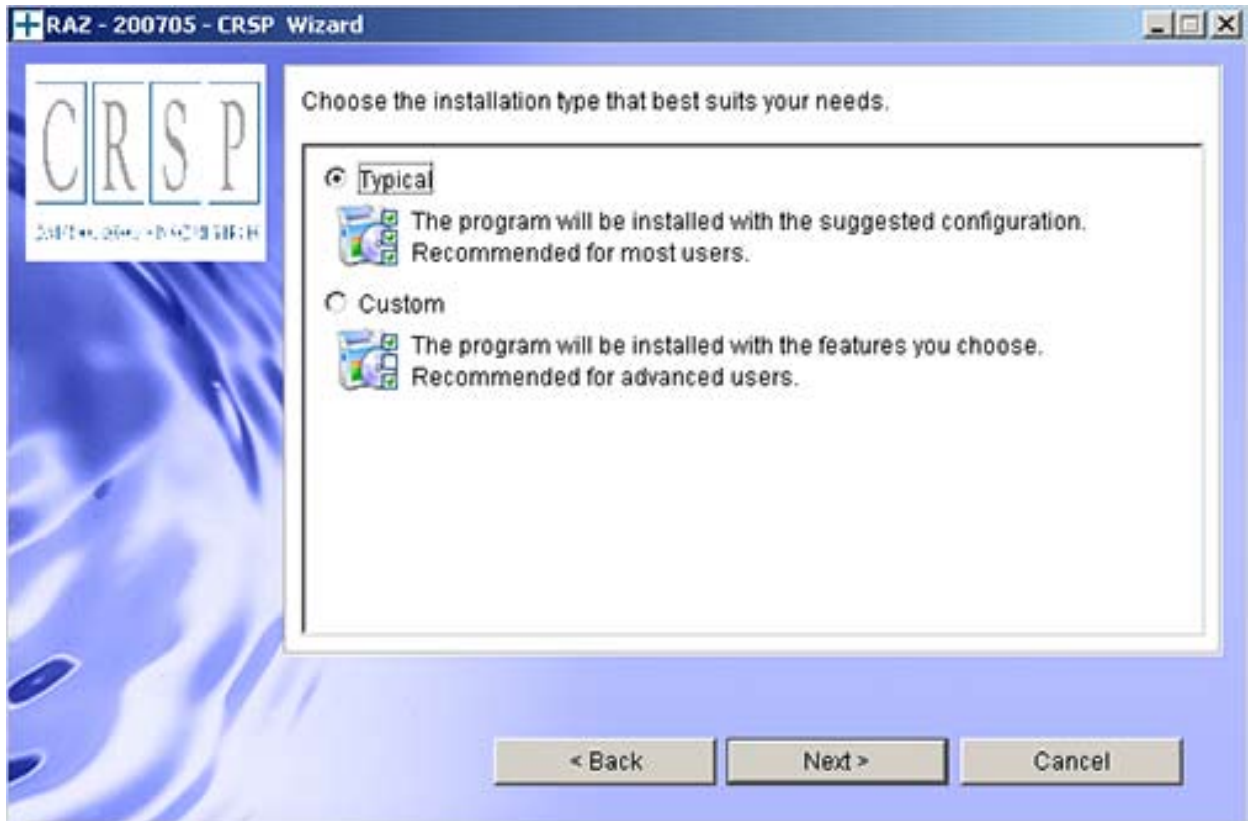 RAZ - 200705 - CRSP Wizard
CRSP
Choose the installation type that best suits your needs.
Typical
The program will be installed with the suggested configuration.
Recommended for most users.
Custom
The program will be installed with the features you choose.
Recommended for advanced users.
< Back
Next >
Cancel